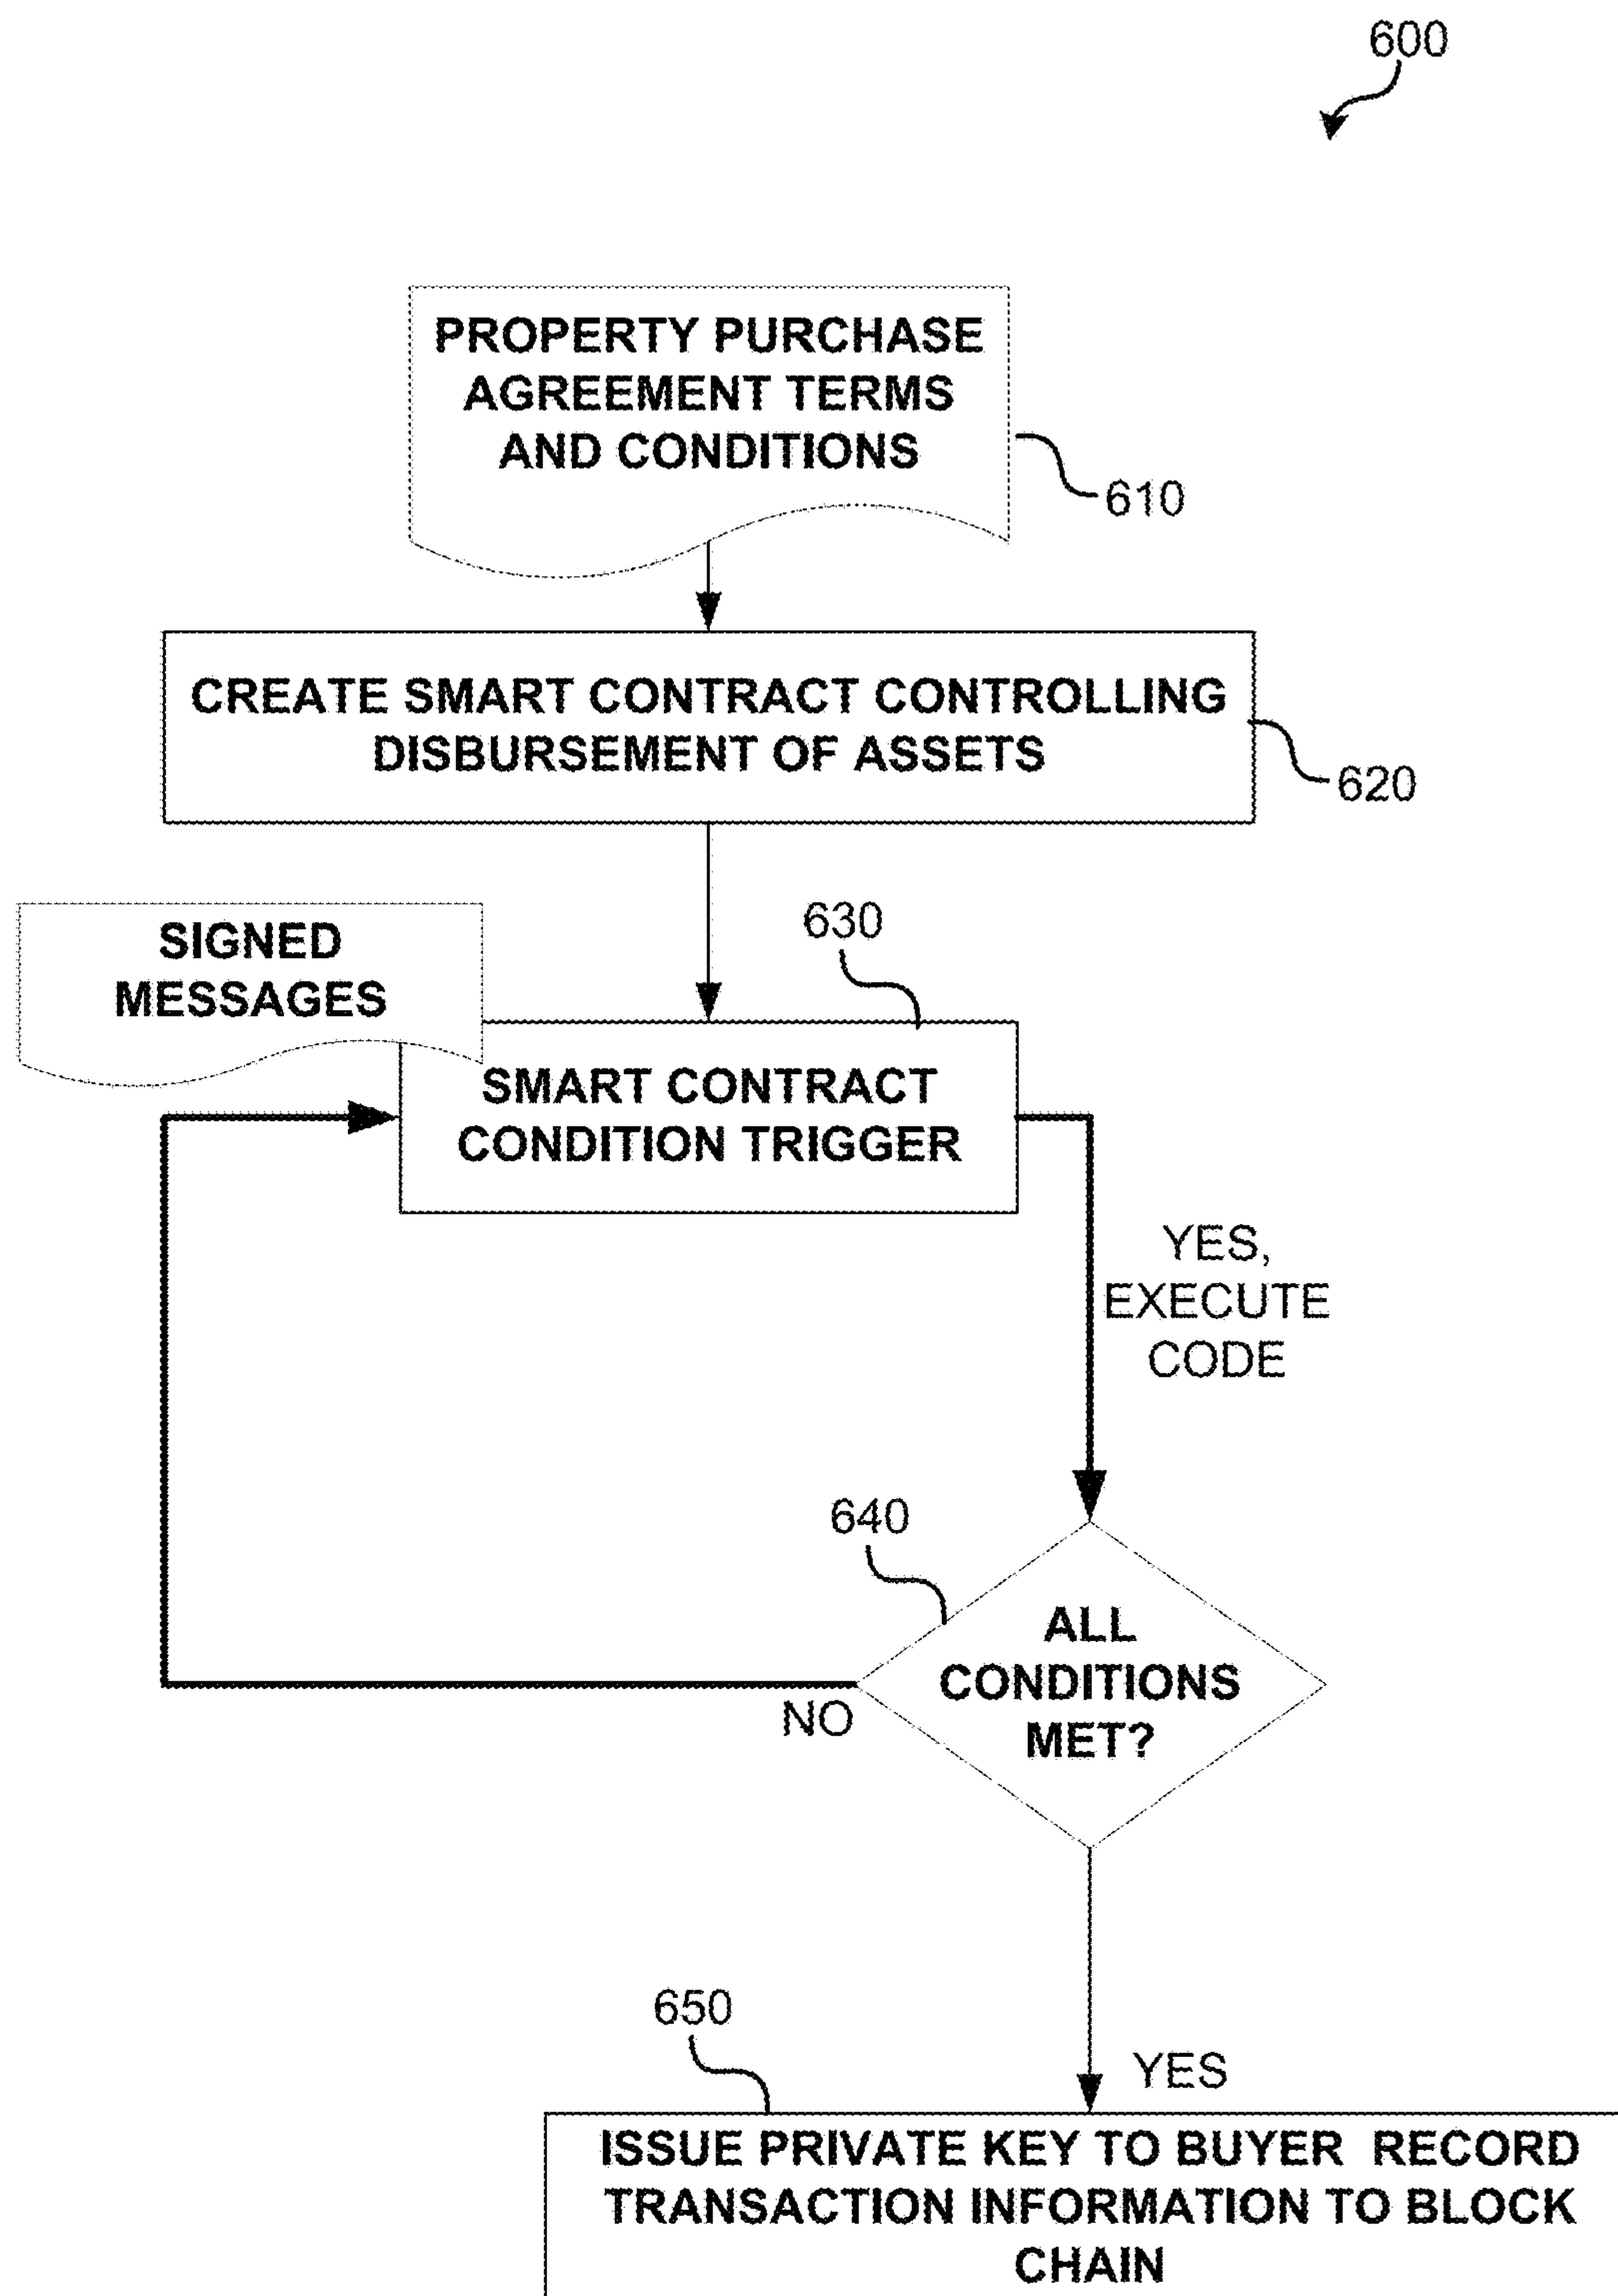 600
PROPERTY PURCHASE
AGREEMENT TERMS
AND CONDITIONS
610
CREATE SMART CONTRACT CONTROLLING
DISBURSEMENT OF ASSETS
620
SIGNED
MESSAGES
630
SMART CONTRACT
CONDITION TRIGGER
YES,
EXECUTE
CODE
640
ALL
CONDITIONS
MET?
NO
650
YES
ISSUE PRIVATE KEY TO BUYER RECORD
TRANSACTION INFORMATION TO BLOCK
CHAIN